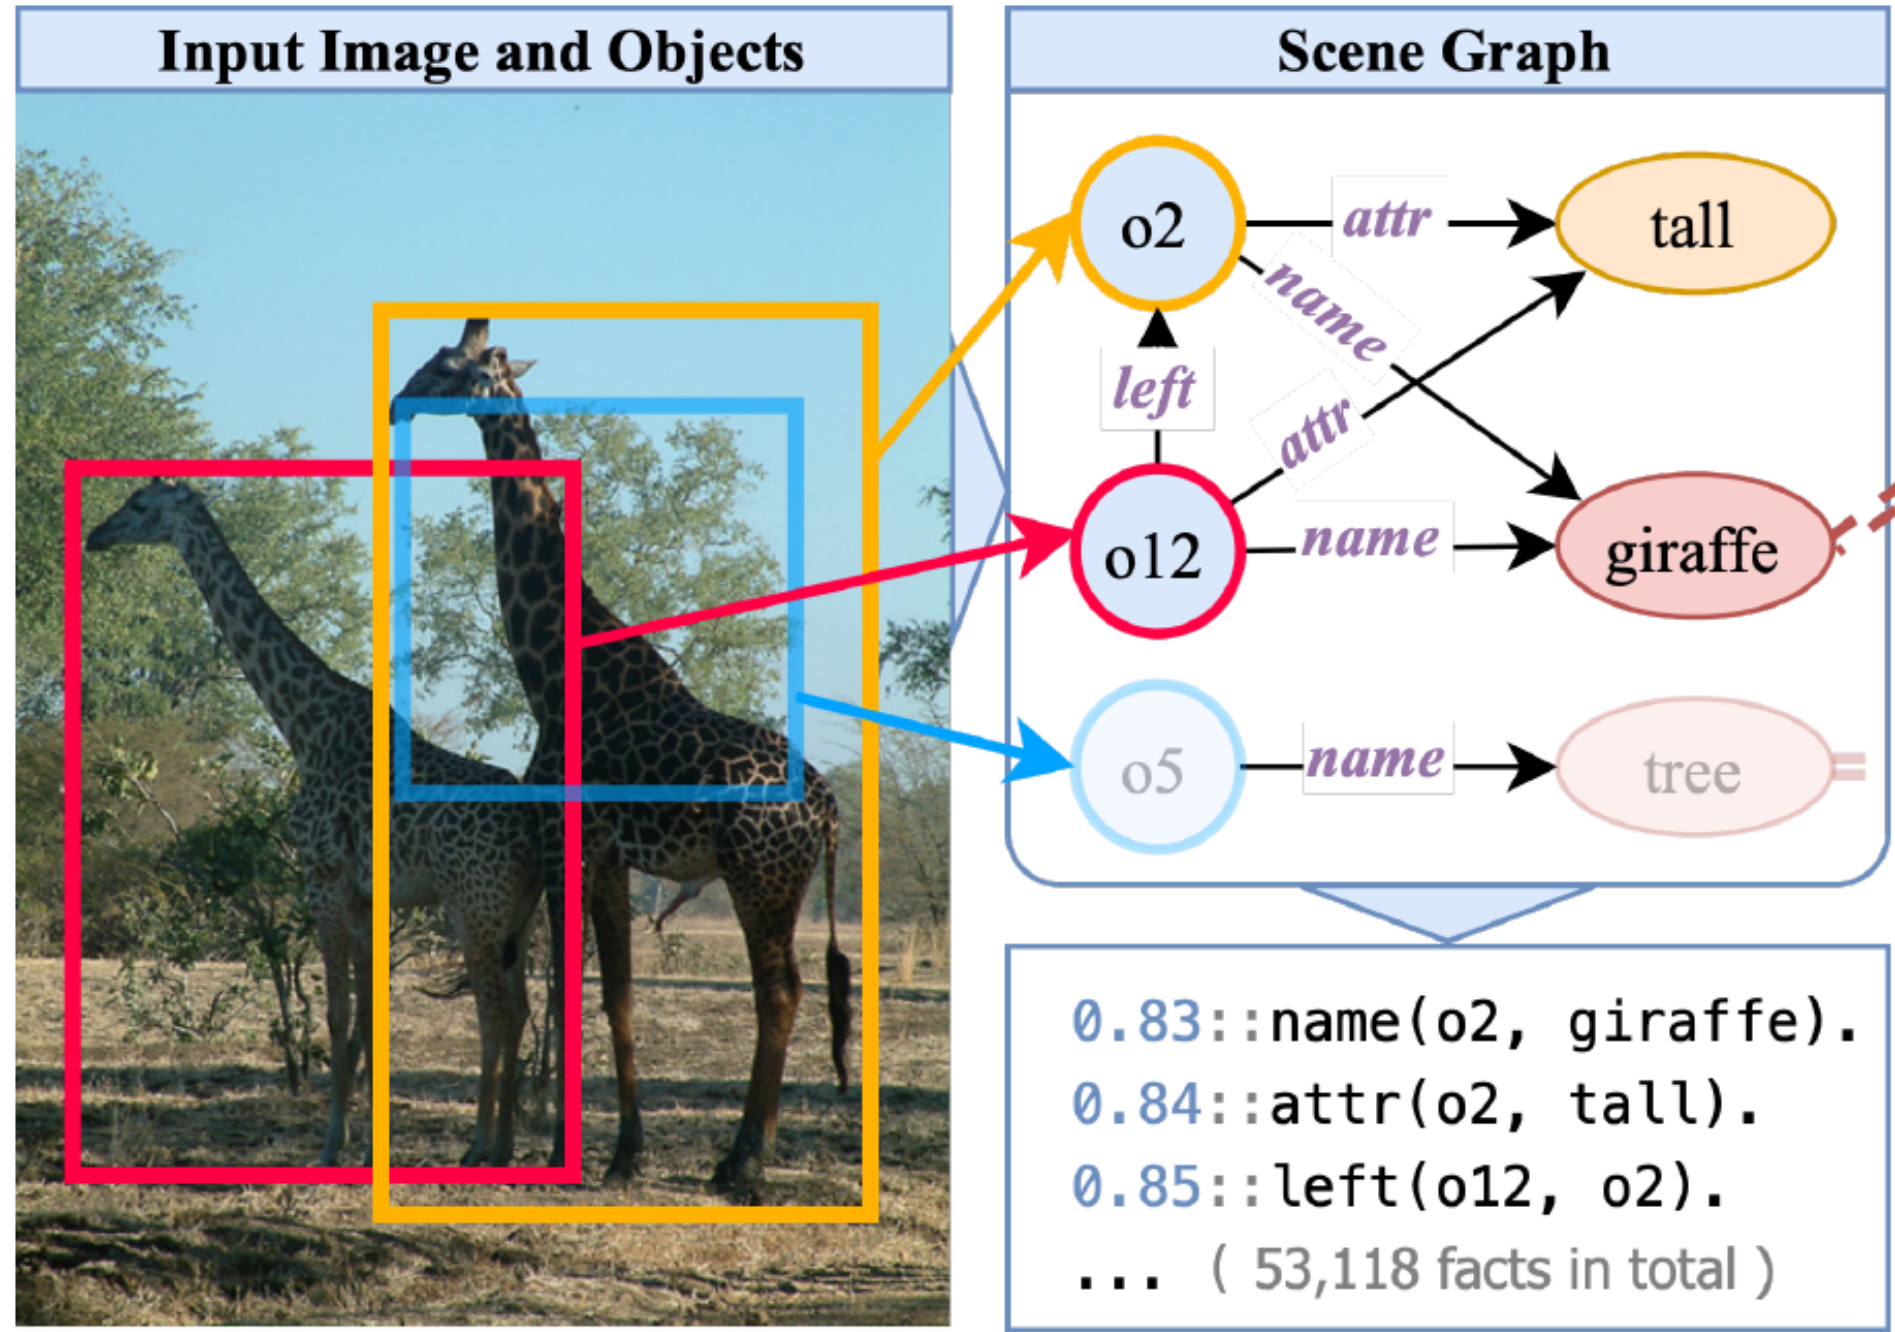 Input Image and Objects
Scene Graph
o2
attr
tall
name
left
attr
o12
name
giraffe
o5
name
tree
0.83::name(o2, giraffe).
0.84::attr(o2, tall).
0.85::left(o12, o2).
... ( 53,118 facts in total )